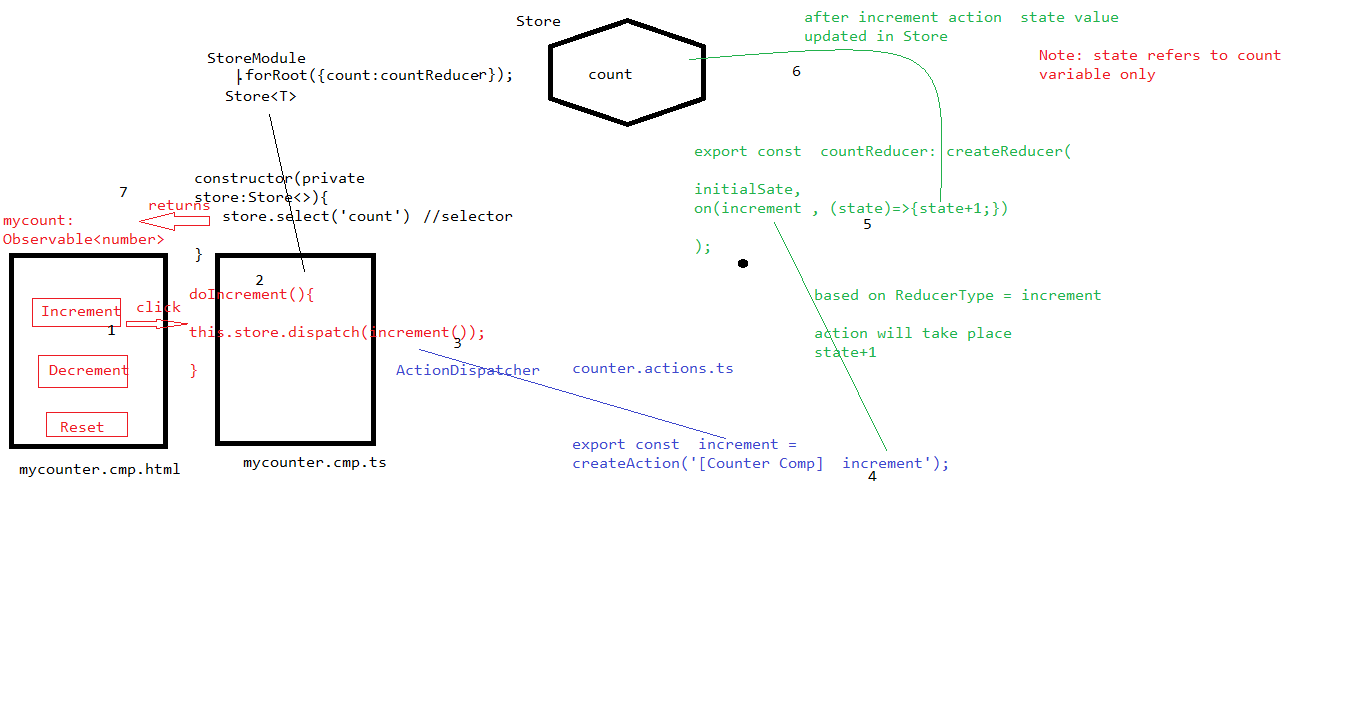 Store
after increment action  state value
updated in Store
Note: state refers to count
variable only
StoreModule
.forRoot({count:countReducer});
Store<T>
count
6
export const  countReducer: createReducer(
initialSate,
on(increment , (state)=>{state+1;})
5
);
constructor(private
store:Store<>){
store.select('count') //selector
}
7
returns
mycount:
Observable<number>
2
doIncrement(){
this.store.dispatch(increment());
3
}
Increment
click
1
Decrement
Reset
mycounter.cmp.html
mycounter.cmp.ts
based on ReducerType = increment
action will take place
state+1
ActionDispatcher
counter.actions.ts
export const  increment =
createAction('[Counter Comp]  increment');
4